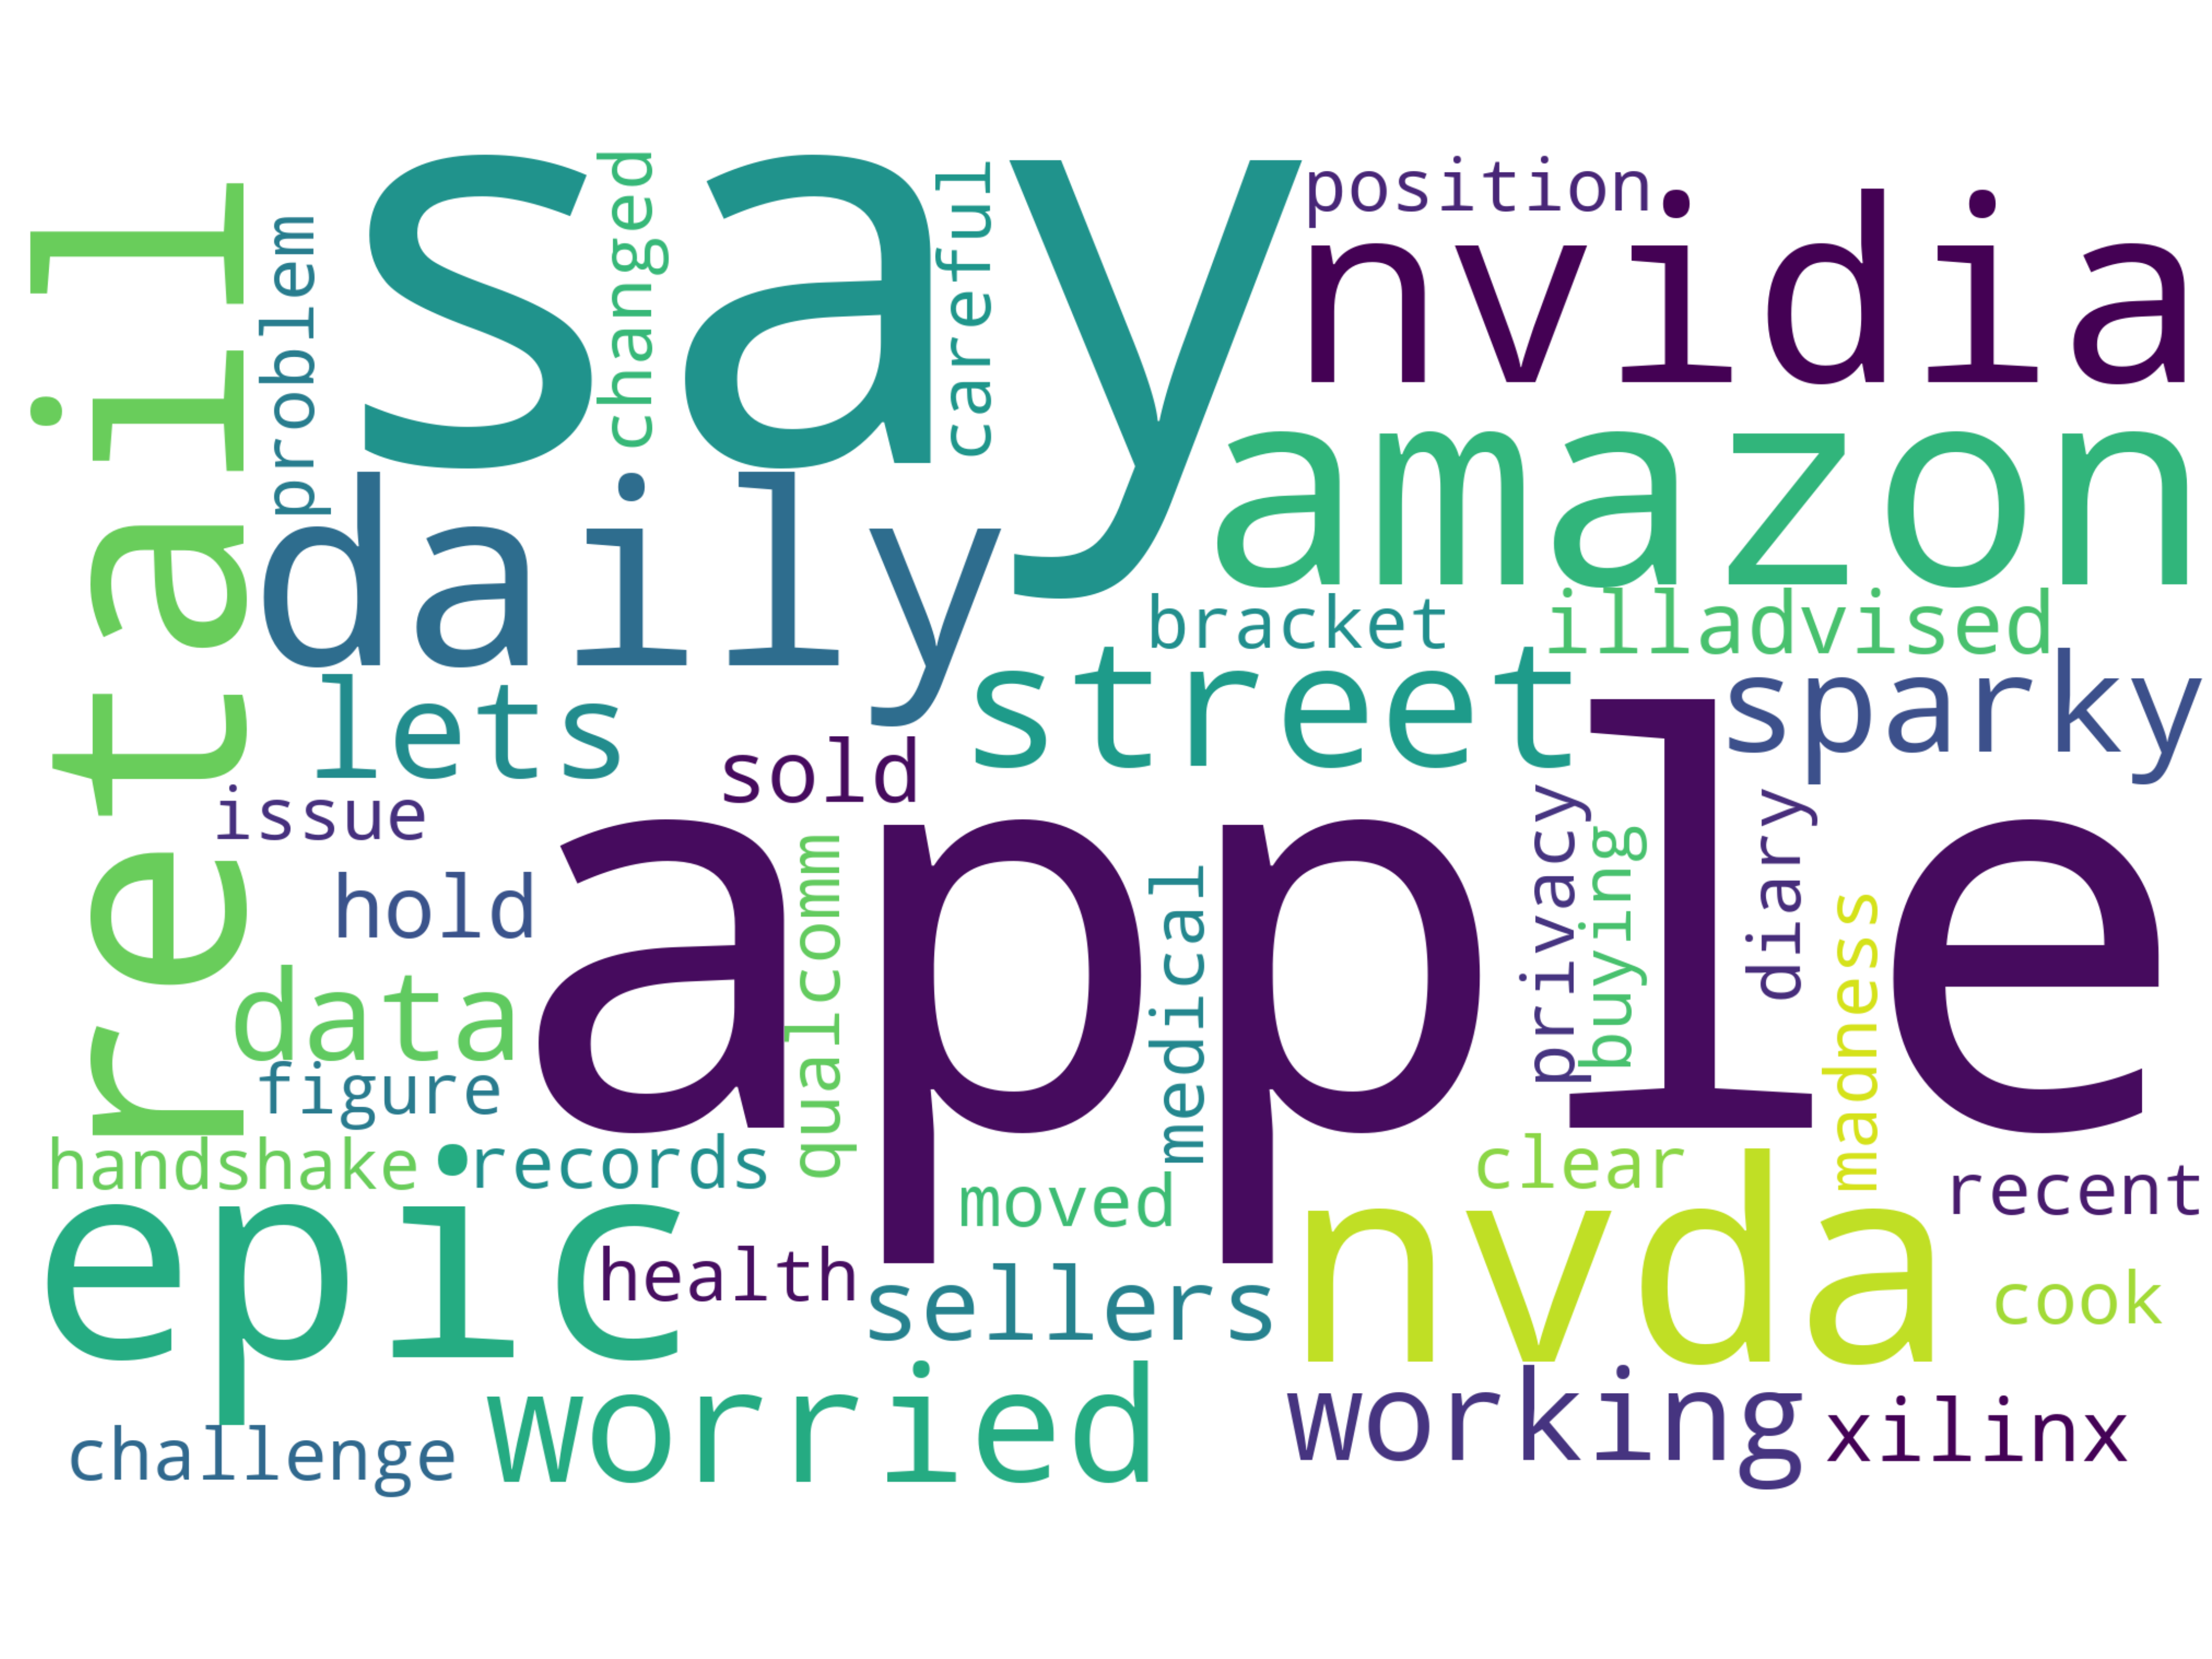 retail
problem
say
changed
careful
position
nvidia
daily
amazon
bracket
illadvised
lets
street
sparky
sold
issue
apple
hold
qualcomm
medical
privacy
buying
diary
madness
data
figure
handshake
records
moved
clear
recent
epic
health
sellers
nvda
cook
challenge
worried
working
xilinx